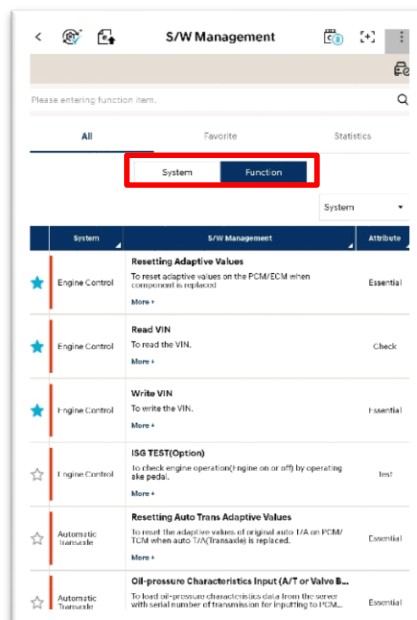 S/W Management
Please entering function item.
All Favorite Statistics
System Function
System
System S/W Management Attribute
Resetting Adaptive Values
Engine Control To reset adaptive values on the PCM/ECM when Essential
component is replaced
More +
Read VIN
Engine Control To read the VIN. Check
More +
Write VIN
Engine Control To write the VIN. Essential
More +
ISG TEST(Option)
Engine Control To check engine operation(Engine on or off) by operating Test
ake pedal.
More +
Resetting Auto Trans Adaptive Values
Automatic To reset the adaptive values of original auto T/A on PCM/ Essential
Transaxle TCM when auto T/A(Transaxle) is replaced.
More +
Oil-pressure Characteristics Input (A/T or Valve B...
Automatic To load oil-pressure characteristics data from the server Essential
Transaxle with serial number of transmission for inputting to PCM...